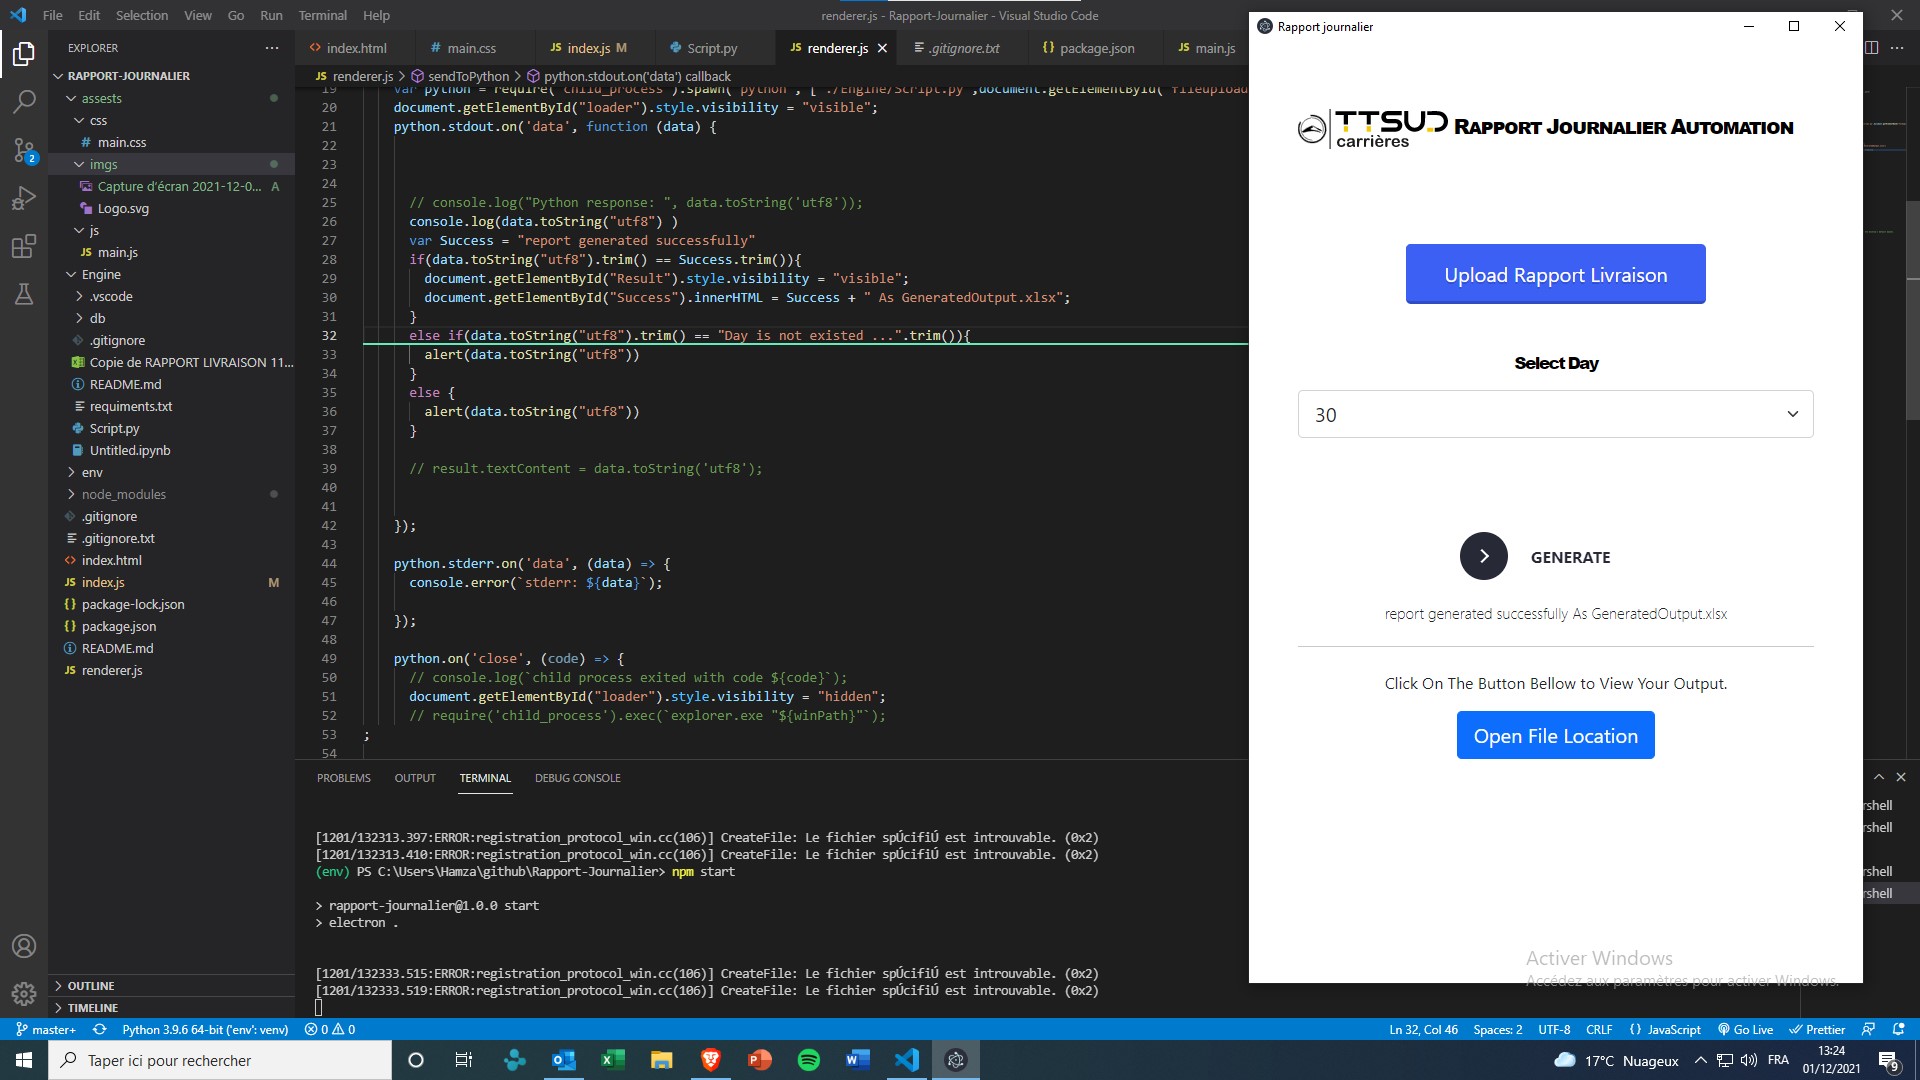 File Edit Selection View Go Run Terminal Help
renderer.js - Rapport-Journalier - Visual Studio Code
EXPLORER
RAPPORT-JOURNALIER
assests
css
# main.css
imgs
Capture d'écran 2021-12-0... A
Logo.svg
js
JS main.js
Engine
.vscode
db
.gitignore
Copie de RAPPORT LIVRAISON 11...
README.md
requiments.txt
Script.py
Untitled.ipynb
env
node_modules
.gitignore
.gitignore.txt
index.html
JS index.js M
{} package-lock.json
{} package.json
README.md
JS renderer.js
OUTLINE
TIMELINE
2
index.html
# main.css
JS index.js M
Script.py
JS renderer.js
.gitignore.txt
{} package.json
JS main.js
JS renderer.js > sendToPython > python.stdout.on('data') callback
19 var python = require('child_process').spawn('python', ['./Engine/Script.py',document.getElementById('fileupload
20 document.getElementById("loader").style.visibility = "visible";
21 python.stdout.on('data', function (data) {
22
23
24
25 // console.log("Python response: ", data.toString('utf8'));
26 console.log(data.toString("utf8") )
27 var Success = "report generated successfully"
28 if(data.toString("utf8").trim() == Success.trim()){
29 document.getElementById("Result").style.visibility = "visible";
30 document.getElementById("Success").innerHTML = Success + " As GeneratedOutput.xlsx";
31 }
32 else if(data.toString("utf8").trim() == "Day is not existed ...".trim()){
33 alert(data.toString("utf8"))
34 }
35 else {
36 alert(data.toString("utf8"))
37 }
38
39 // result.textContent = data.toString('utf8');
40
41
42 });
43
44 python.stderr.on('data', (data) => {
45 console.error(`stderr: ${data}`);
46
47 });
48
49 python.on('close', (code) => {
50 // console.log(`child process exited with code ${code}`);
51 document.getElementById("loader").style.visibility = "hidden";
52 // require('child_process').exec(`explorer.exe "${winPath}"`);
53 ;
54
PROBLEMS OUTPUT TERMINAL DEBUG CONSOLE
[1201/132313.397:ERROR:registration_protocol_win.cc(106)] CreateFile: Le fichier spÚcifiÚ est introuvable. (0x2)
[1201/132313.410:ERROR:registration_protocol_win.cc(106)] CreateFile: Le fichier spÚcifiÚ est introuvable. (0x2)
(env) PS C:\Users\Hamza\github\Rapport-Journalier> npm start
> rapport-journalier@1.0.0 start
> electron .
[1201/132333.515:ERROR:registration_protocol_win.cc(106)] CreateFile: Le fichier spÚcifiÚ est introuvable. (0x2)
[1201/132333.519:ERROR:registration_protocol_win.cc(106)] CreateFile: Le fichier spÚcifiÚ est introuvable. (0x2)
rshell
rshell
rshell
rshell
Rapport journalier
TTSUD
carrières
RAPPORT JOURNALIER AUTOMATION
Upload Rapport Livraison
Select Day
30
GENERATE
report generated successfully As GeneratedOutput.xlsx
Click On The Button Bellow to View Your Output.
Open File Location
Activer Windows
Accédez aux paramètres pour activer Windows.
master+ Python 3.9.6 64-bit ('env': venv) 0 0
Ln 32, Col 46 Spaces: 2 UTF-8 CRLF {} JavaScript Go Live Prettier
Taper ici pour rechercher
17°C Nuageux FRA
13:24
01/12/2021
9